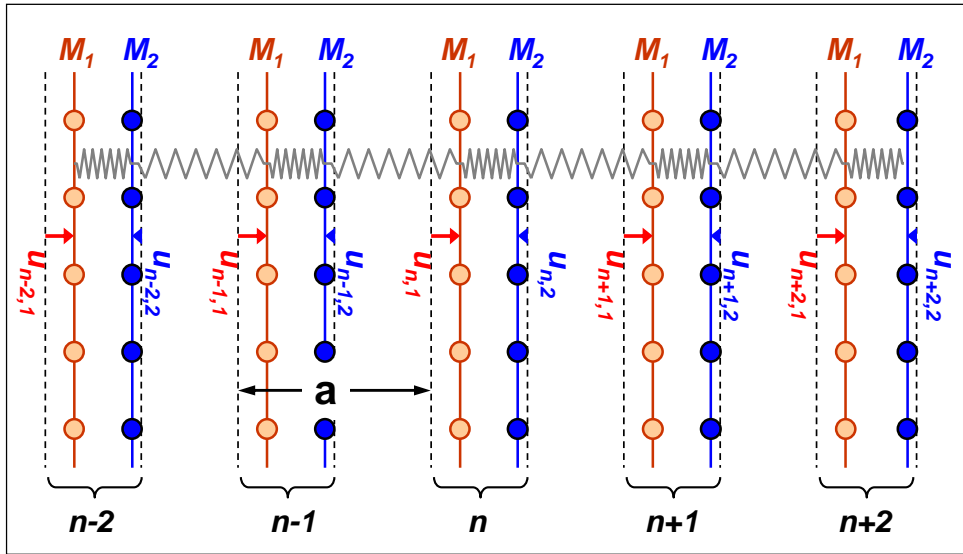 M1 M2 M1 M2 M1 M2 M1 M2 M1 M2
un-2,1 un-2,2 un-1,1 un-1,2 un,1 un,2 un+1,1 un+1,2 un+2,1 un+2,2
a
n-2 n-1 n n+1 n+2